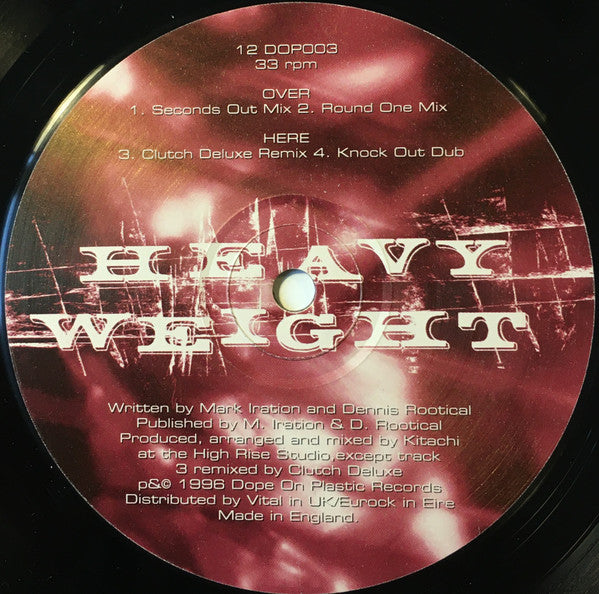 12 DOP003
33 rpm
OVER
1. Seconds Out Mix 2. Round One Mix
HERE
3. Clutch Deluxe Remix 4. Knock Out Dub
HEAVY
WEIGHT
Written by Mark Iration and Dennis Rootical
Published by M. Iration & D. Rootical
Produced, arranged and mixed by Kitachi
at the High Rise Studio,except track
3 remixed by Clutch Deluxe
p&© 1996 Dope On Plastic Records
Distributed by Vital in UK/Eurock in Eire
Made in England.